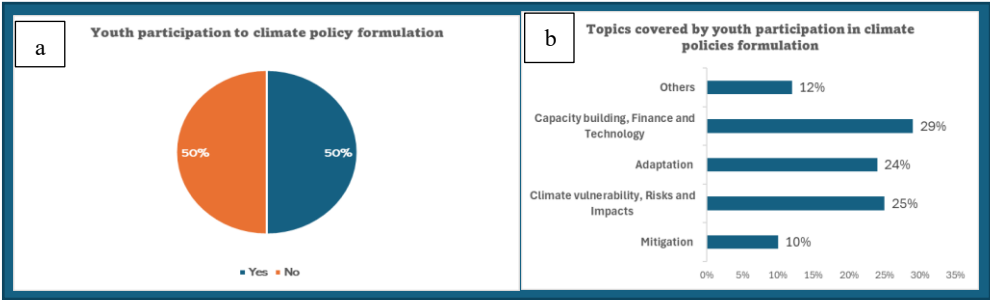 a
Youth participation to climate policy formulation
50%
50%
Yes
No
b
Topics covered by youth participation in climate
policies formulation
Others
12%
Capacity building, Finance and
Technology
29%
Adaptation
24%
Climate vulnerability, Risks and
Impacts
25%
Mitigation
10%
0% 5% 10% 15% 20% 25% 30% 35%